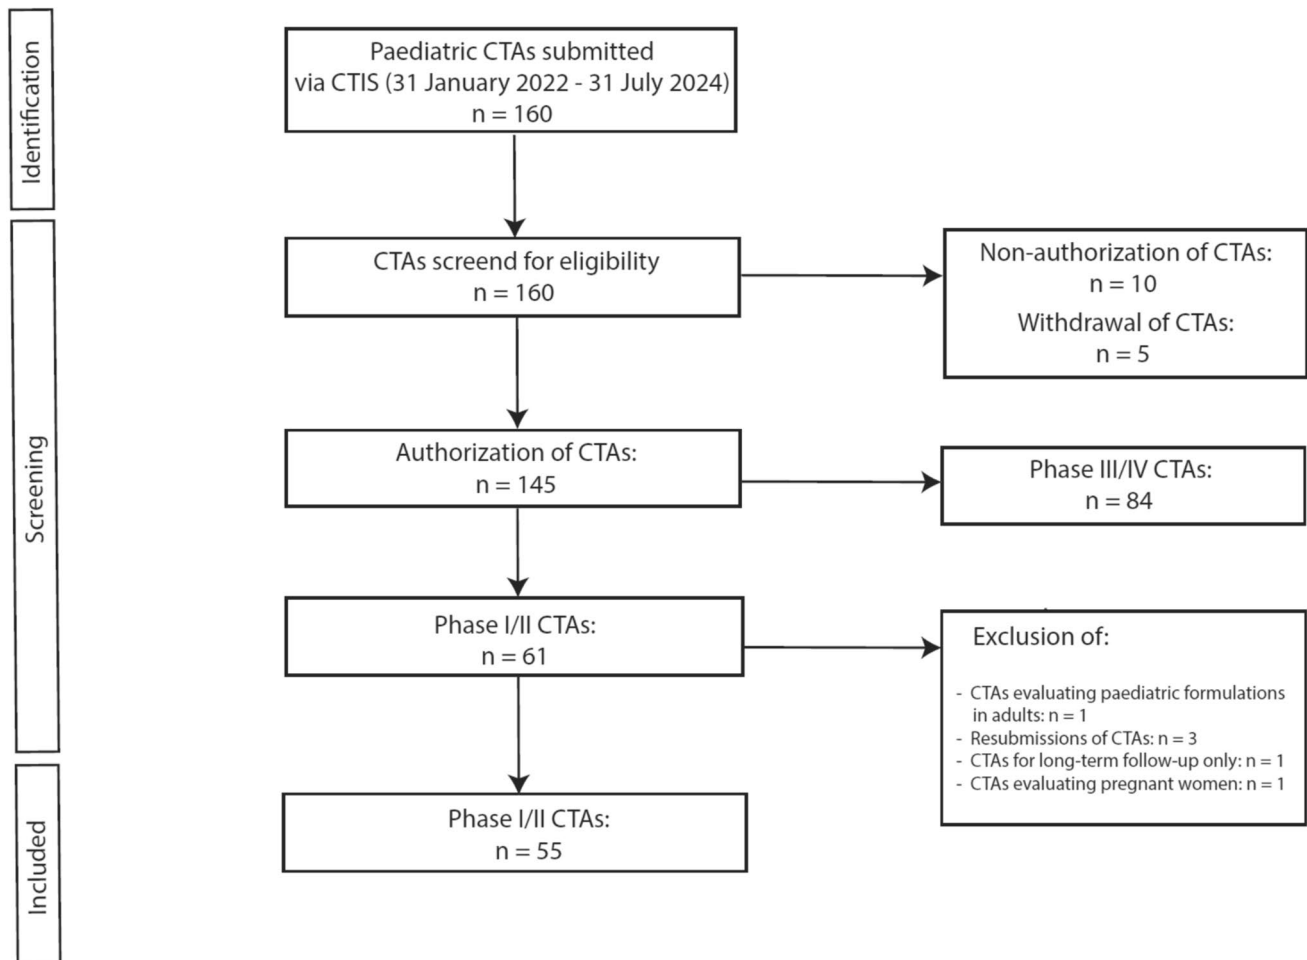 Identification
Paediatric CTAs submitted
via CTIS (31 January 2022 - 31 July 2024)
n = 160
Screening
CTAs screend for eligibility
n = 160
Non-authorization of CTAs:
n = 10
Withdrawal of CTAs:
n = 5
Authorization of CTAs:
n = 145
Phase III/IV CTAs:
n = 84
Phase I/II CTAs:
n = 61
Exclusion of:
- CTAs evaluating paediatric formulations
in adults: n = 1
- Resubmissions of CTAs: n = 3
- CTAs for long-term follow-up only: n = 1
- CTAs evaluating pregnant women: n = 1
Included
Phase I/II CTAs:
n = 55